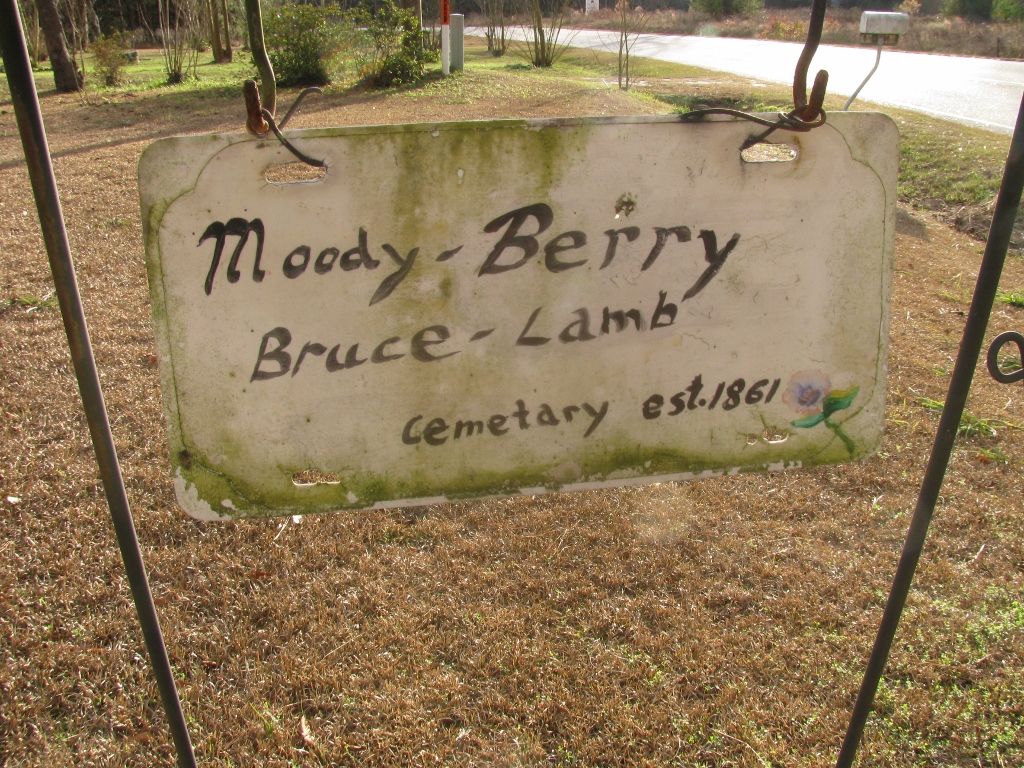 Moody-Berry
Bruce-Lamb
Cemetary est. 1861